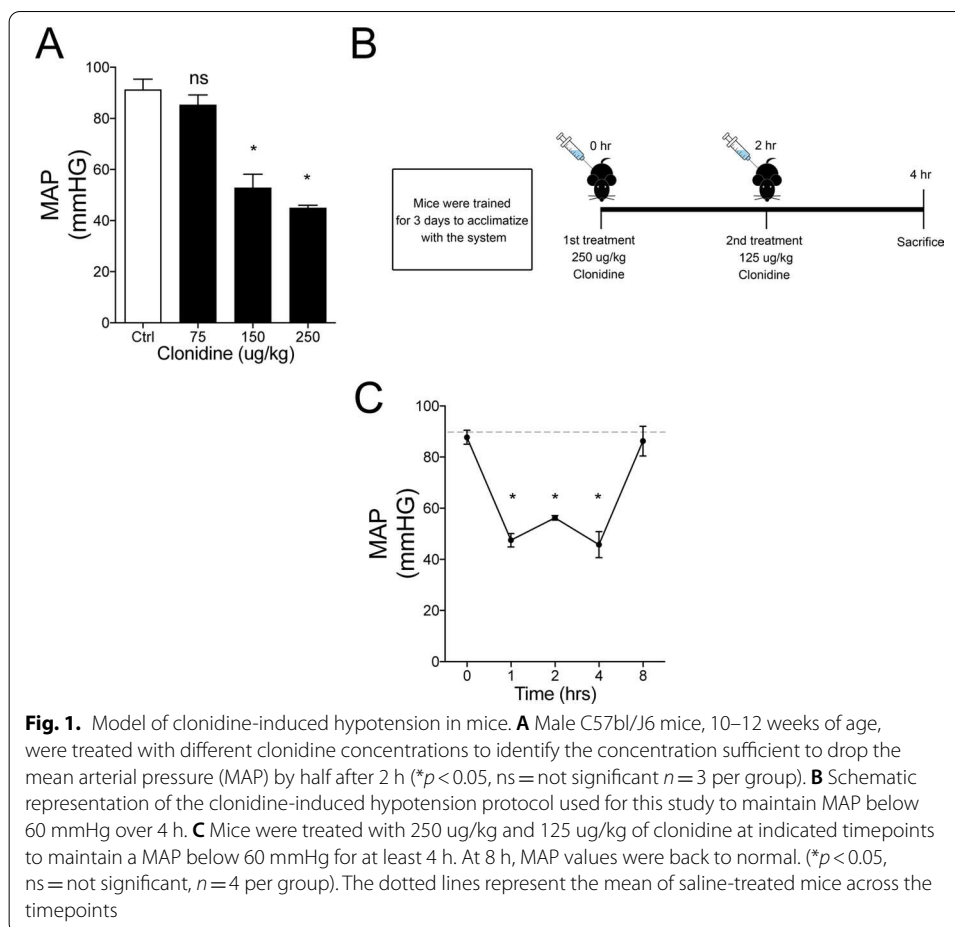 A
100
80
60
40
20
0
MAP
(mmHG)
ns
*
*
Ctrl
75
150
250
Clonidine (ug/kg)
B
Mice were trained
for 3 days to acclimatize
with the system
0 hr
2 hr
4 hr
1st treatment
250 ug/kg
Clonidine
2nd treatment
125 ug/kg
Clonidine
Sacrifice
C
100
80
60
40
20
0
MAP
(mmHG)
*
*
*
0
1
2
4
8
Time (hrs)
Fig. 1. Model of clonidine-induced hypotension in mice. A Male C57bl/J6 mice, 10–12 weeks of age,
were treated with different clonidine concentrations to identify the concentration sufficient to drop the
mean arterial pressure (MAP) by half after 2 h (*p < 0.05, ns = not significant n = 3 per group). B Schematic
representation of the clonidine-induced hypotension protocol used for this study to maintain MAP below
60 mmHg over 4 h. C Mice were treated with 250 ug/kg and 125 ug/kg of clonidine at indicated timepoints
to maintain a MAP below 60 mmHg for at least 4 h. At 8 h, MAP values were back to normal. (*p < 0.05,
ns = not significant, n = 4 per group). The dotted lines represent the mean of saline-treated mice across the
timepoints